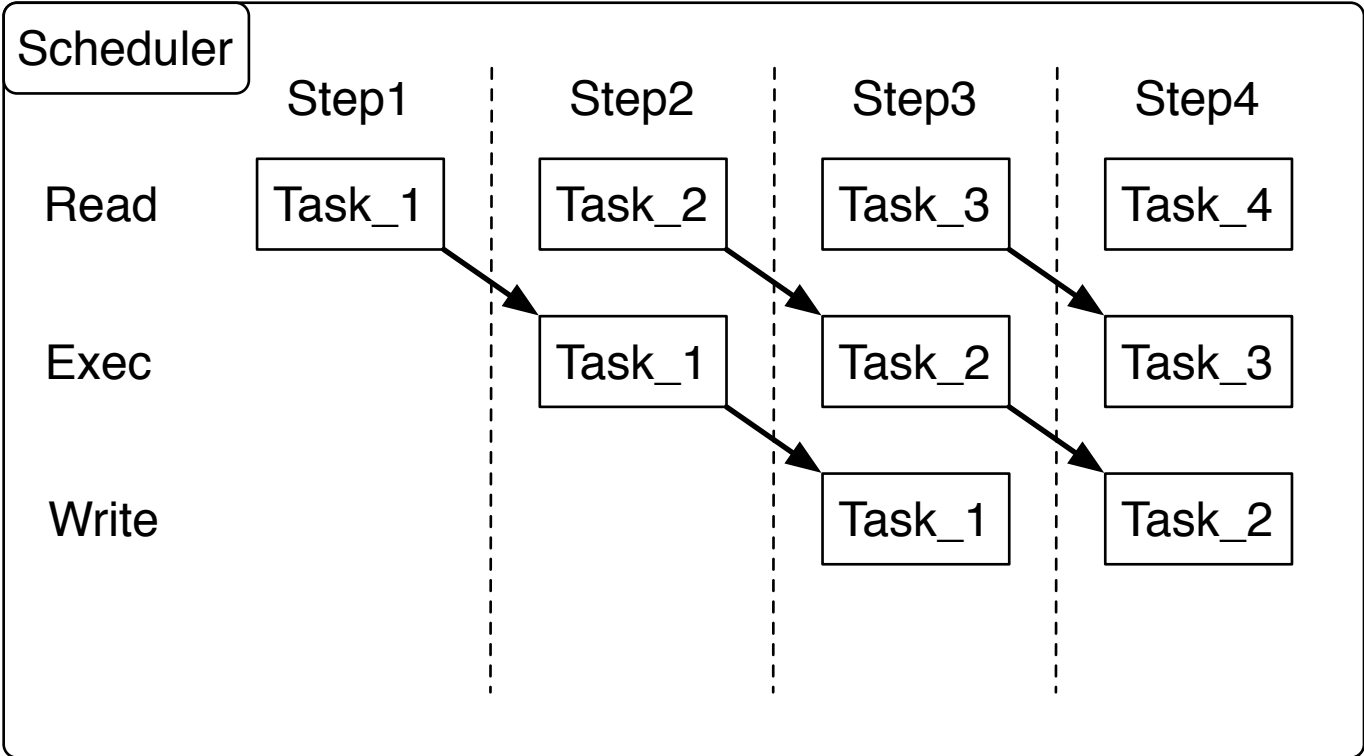 Scheduler
Step1 Step2 Step3 Step4
Read Task_1 Task_2 Task_3 Task_4
Exec Task_1 Task_2 Task_3
Write Task_1 Task_2